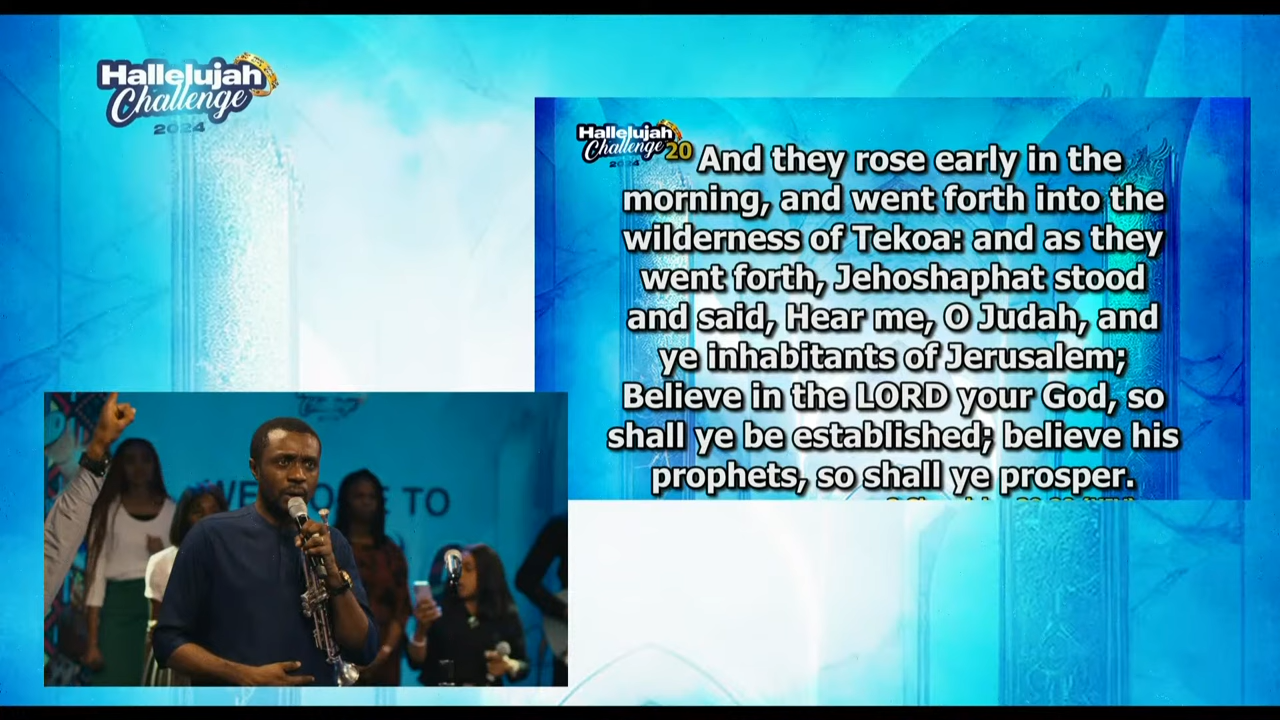 Hallelujah
Challenge
2024
Hallelujah
Challenge
2024
20 And they rose early in the
morning, and went forth into the
wilderness of Tekoa: and as they
went forth, Jehoshaphat stood
and said, Hear me, O Judah, and
ye inhabitants of Jerusalem;
Believe in the LORD your God, so
shall ye be established; believe his
prophets, so shall ye prosper.
TO